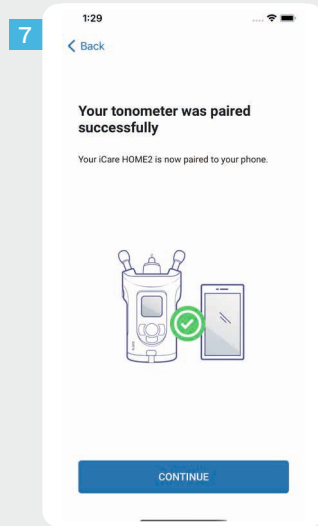 7
1:29
Back
Your tonometer was paired
successfully
Your iCare HOME2 is now paired to your phone.
CONTINUE